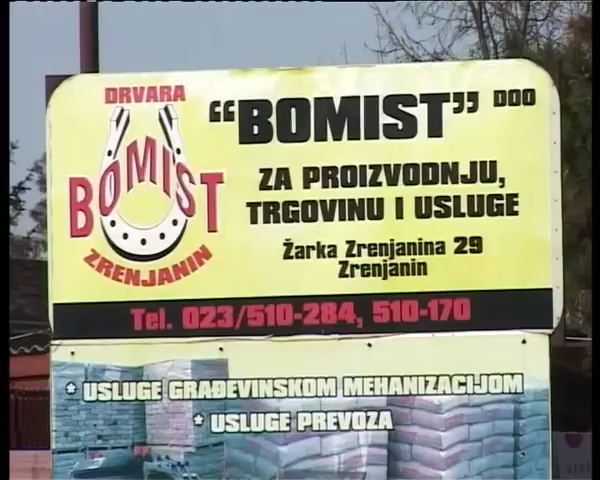 DRVARA
BOMIST
ZRENJANIN
“BOMIST” DOO
ZA PROIZVODNJU,
TRGOVINU I USLUGE
Žarka Zrenjanina 29
Zrenjanin
Tel. 023/510-284, 510-170
* USLUGE GRAĐEVINSKOM MEHANIZACIJOM
* USLUGE PREVOZA